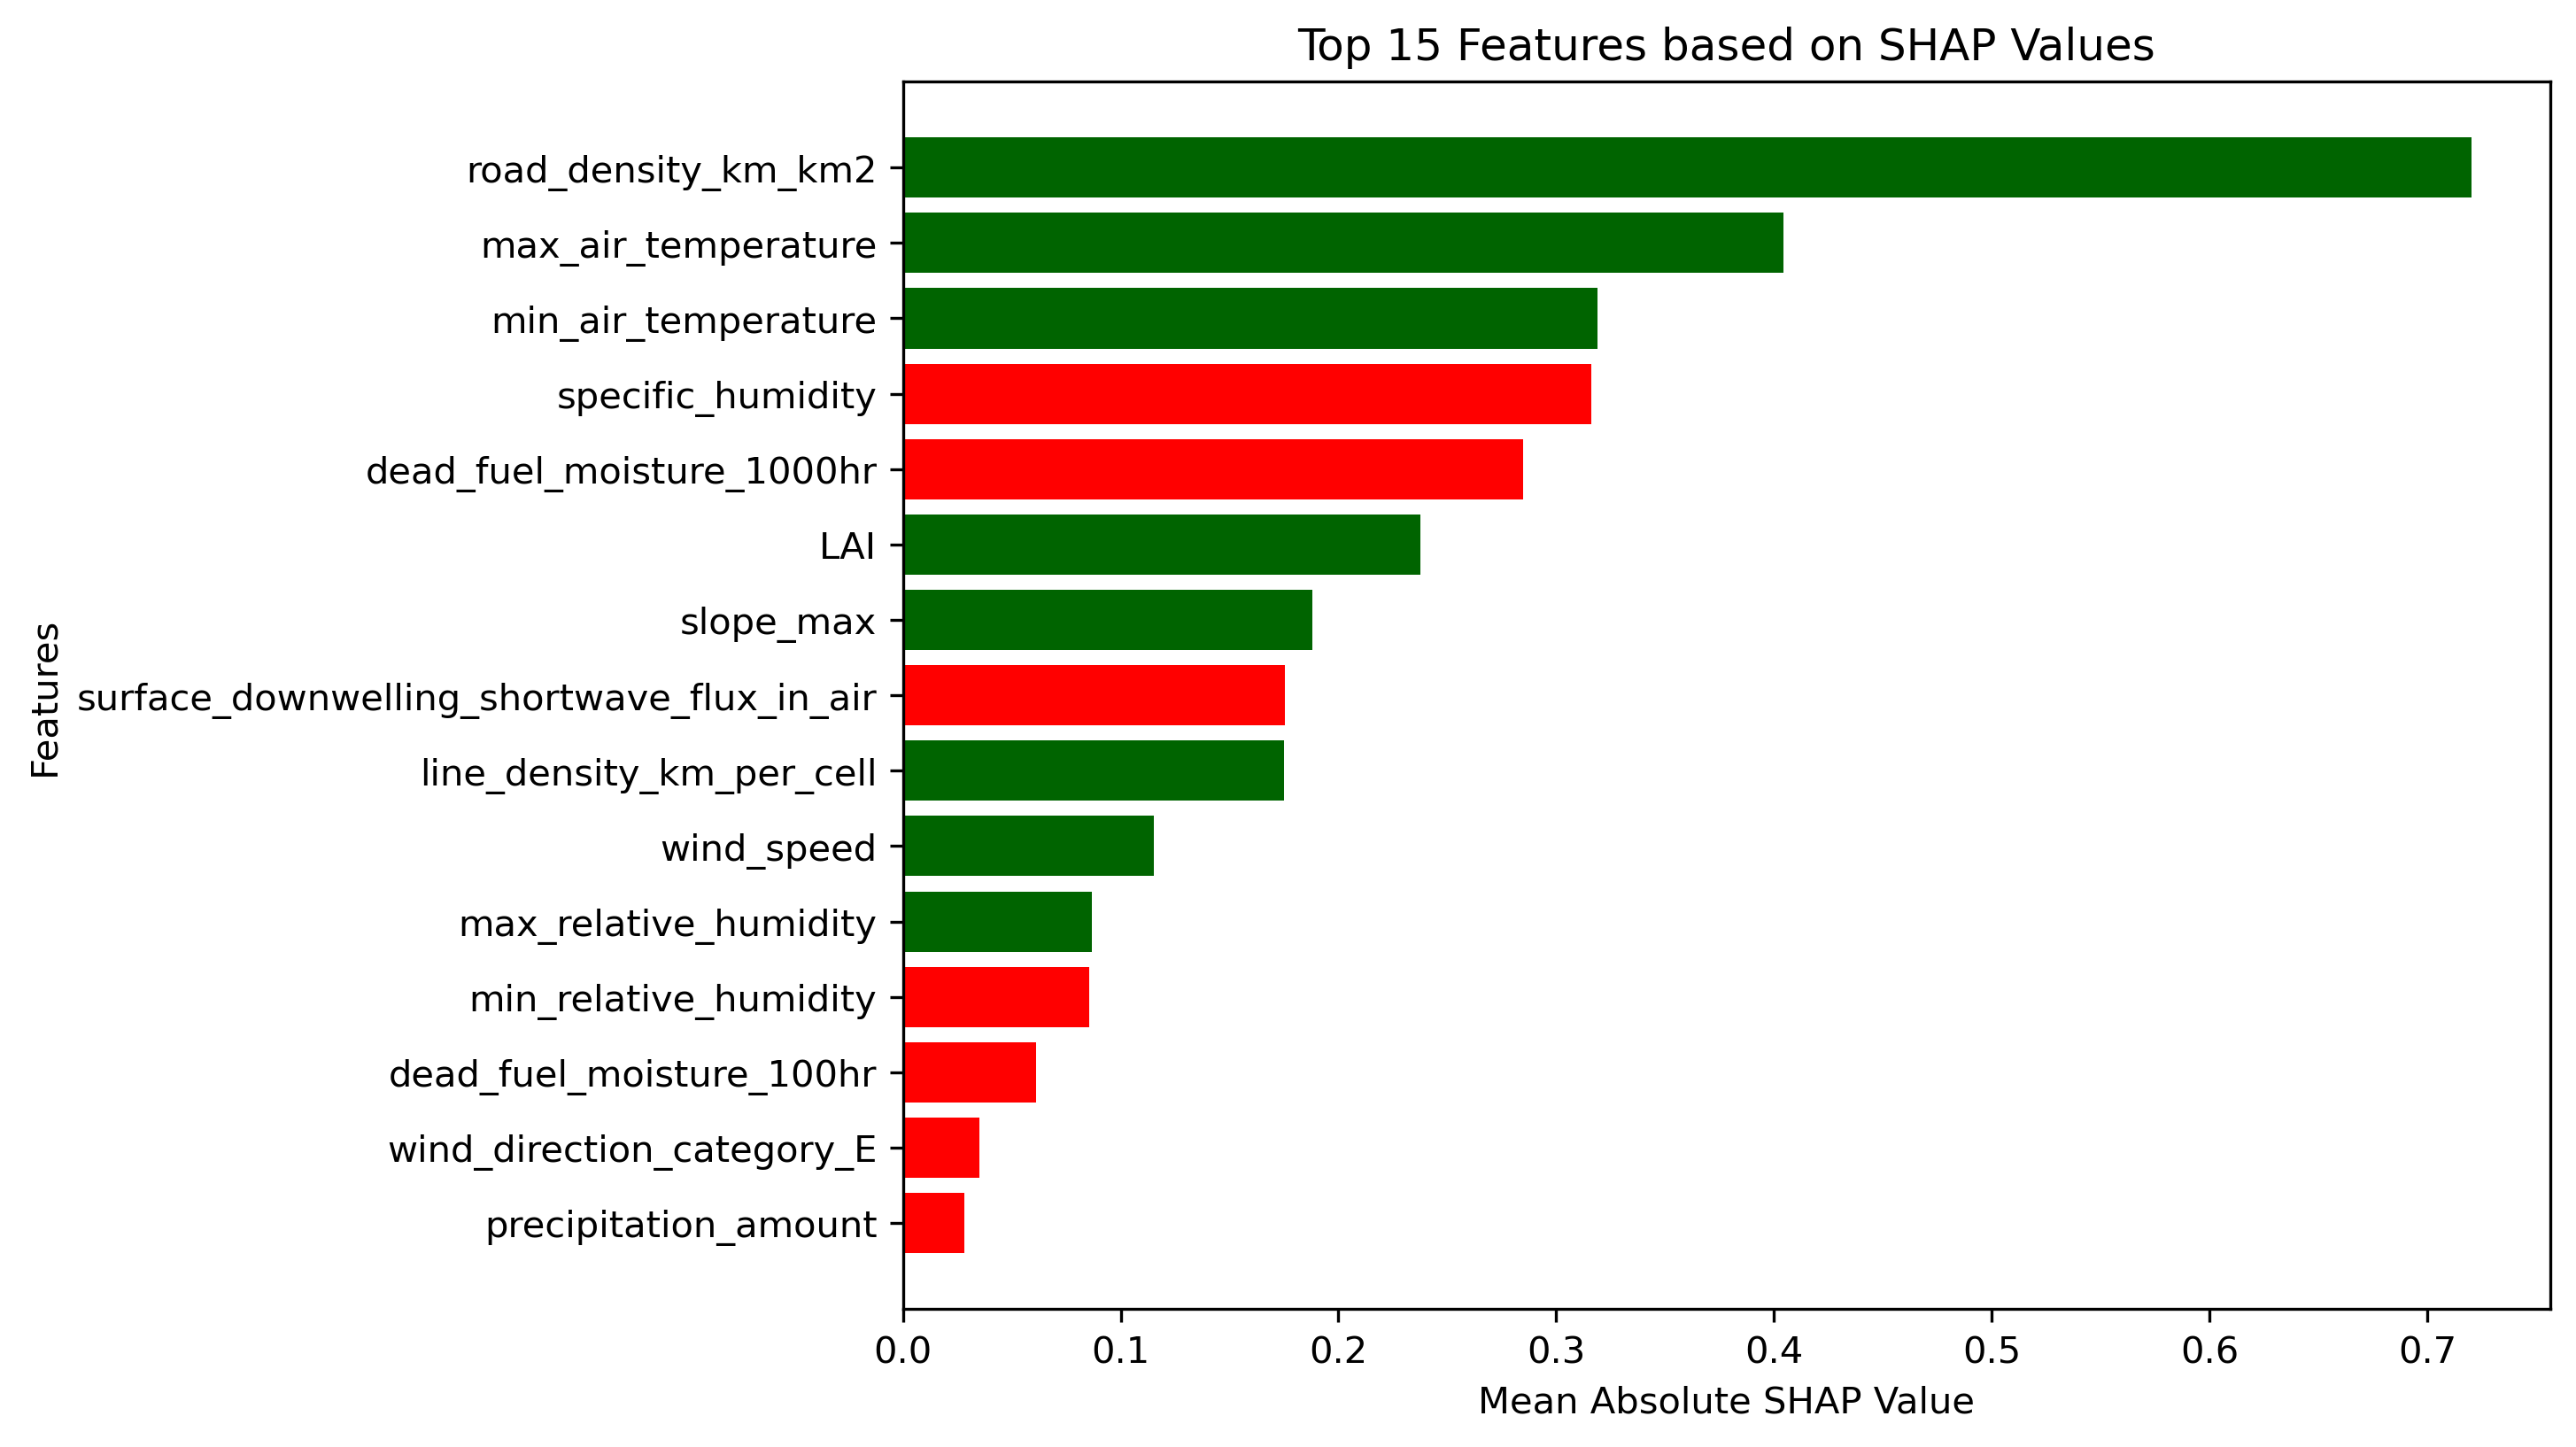 Top 15 Features based on SHAP Values
Features
road_density_km_km2
max_air_temperature
min_air_temperature
specific_humidity
dead_fuel_moisture_1000hr
LAI
slope_max
surface_downwelling_shortwave_flux_in_air
line_density_km_per_cell
wind_speed
max_relative_humidity
min_relative_humidity
dead_fuel_moisture_100hr
wind_direction_category_E
precipitation_amount
0.0 0.1 0.2 0.3 0.4 0.5 0.6 0.7
Mean Absolute SHAP Value